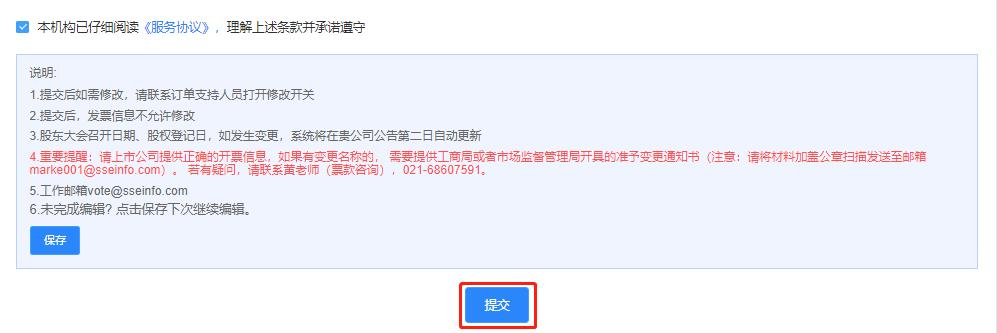 本机构已仔细阅读《服务协议》，理解上述条款并承诺遵守
说明:
1.提交后如需修改，请联系订单支持人员打开修改开关
2.提交后，发票信息不允许修改
3.股东大会召开日期、股权登记日，如发生变更，系统将在贵公司公告第二日自动更新
4.重要提醒：请上市公司提供正确的开票信息，如果有变更名称的， 需要提供工商局或者市场监督管理局开具的准予变更通知书（注意：请将材料加盖公章扫描发送至邮箱
marke001@sseinfo.com）。 若有疑问，请联系黄老师（票款咨询），021-68607591。
5.工作邮箱vote@sseinfo.com
6.未完成编辑? 点击保存下次继续编辑。
保存
提交